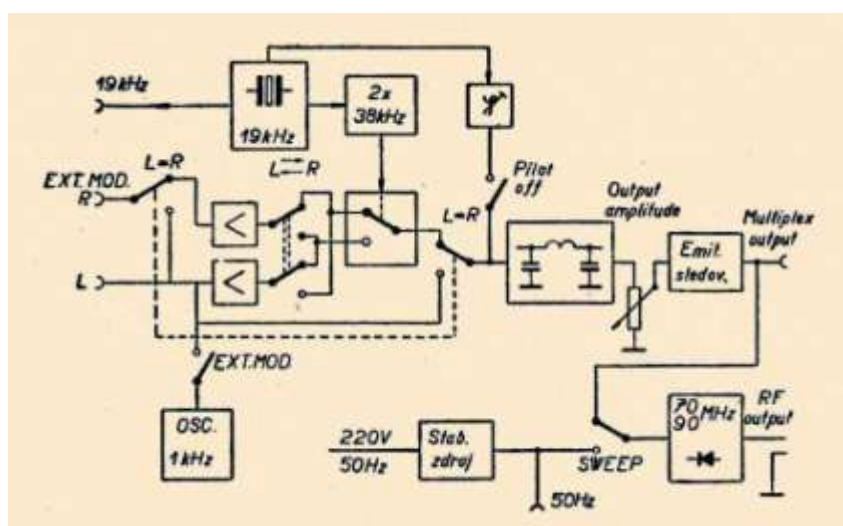 19kHz
19kHz
2x
38kHz
L=R
L⇄R
EXT. MOD.
R
L
Pilot
off
L=R
Output
amplitude
Multiplex
output
Emit.
sledov.
EXT.MOD.
OSC.
1kHz
220V
50Hz
Stab.
zdroj
50Hz
SWEEP
70
90 MHz
RF
output